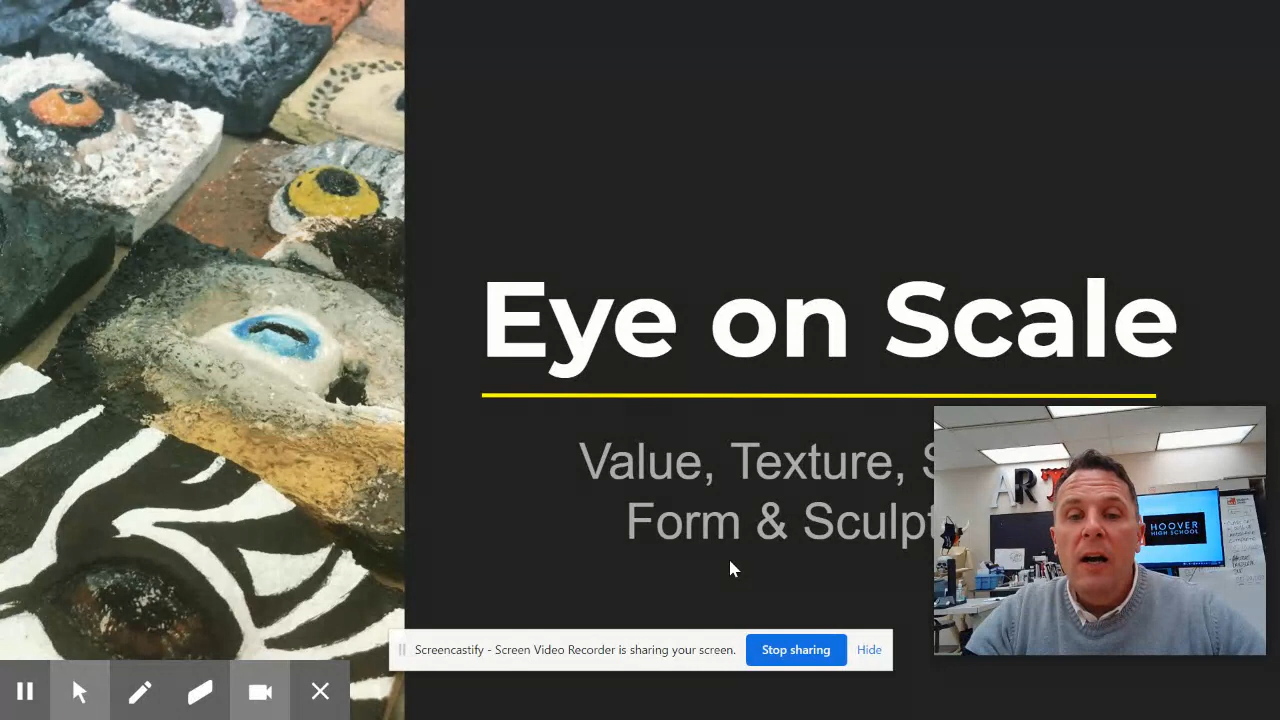 Eye on Scale
Value, Texture, S
Form & Sculpt
ART
HOOVER
HIGH SCHOOL
Screencastify - Screen Video Recorder is sharing your screen.
Stop sharing
Hide